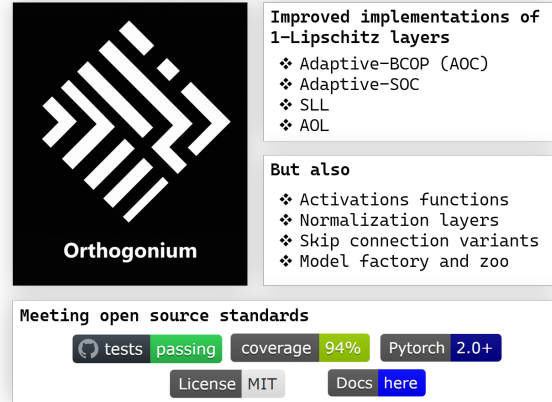 Orthogonium
Improved implementations of
1-Lipschitz layers
❖ Adaptive-BCOP (AOC)
❖ Adaptive-SOC
❖ SLL
❖ AOL
But also
❖ Activations functions
❖ Normalization layers
❖ Skip connection variants
❖ Model factory and zoo
Meeting open source standards
tests passing coverage 94% Pytorch 2.0+
License MIT Docs here